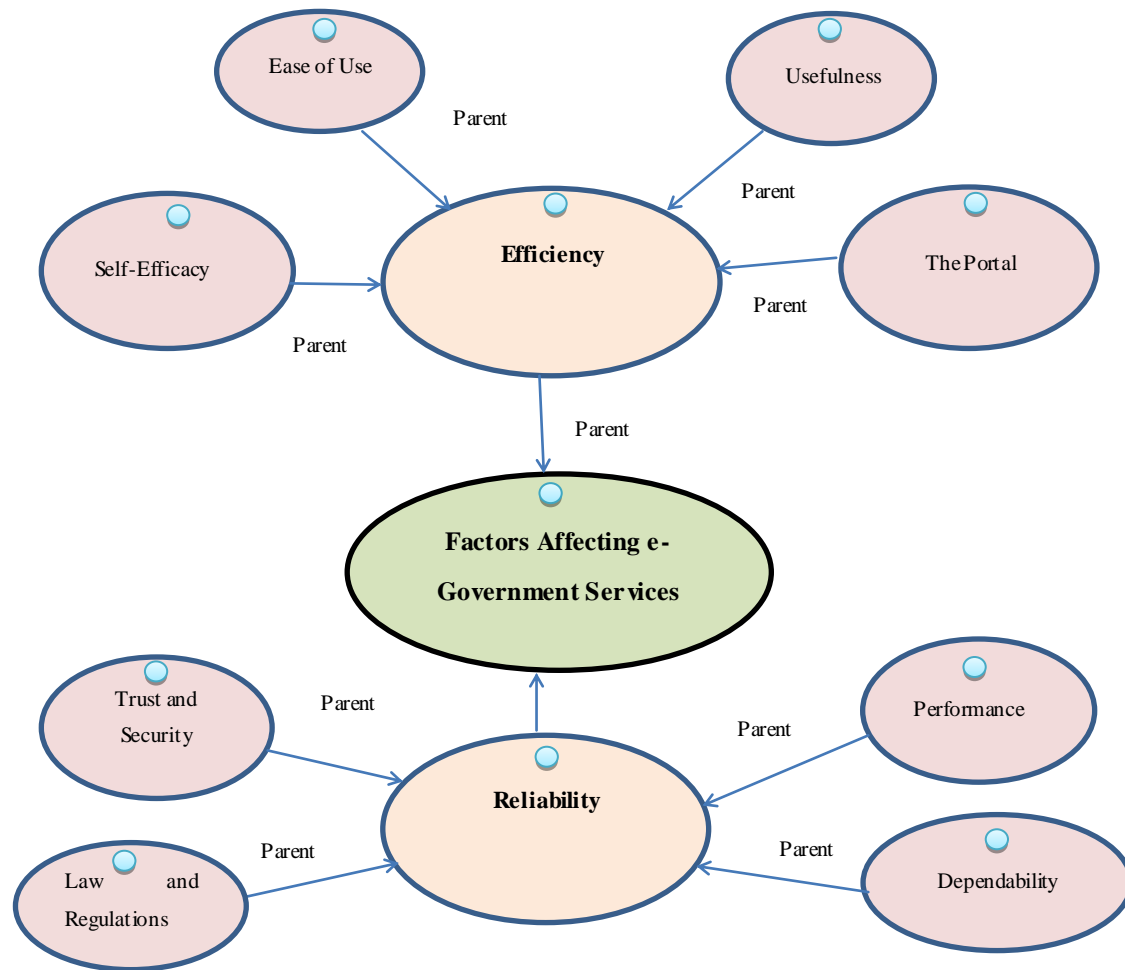 Ease of Use
Usefulness
Parent
Parent
Self-Efficacy
Efficiency
The Portal
Parent
Parent
Parent
Factors Affecting e-
Government Services
Trust and
Security
Parent
Performance
Parent
Reliability
Parent
Parent
Law and
Regulations
Dependability